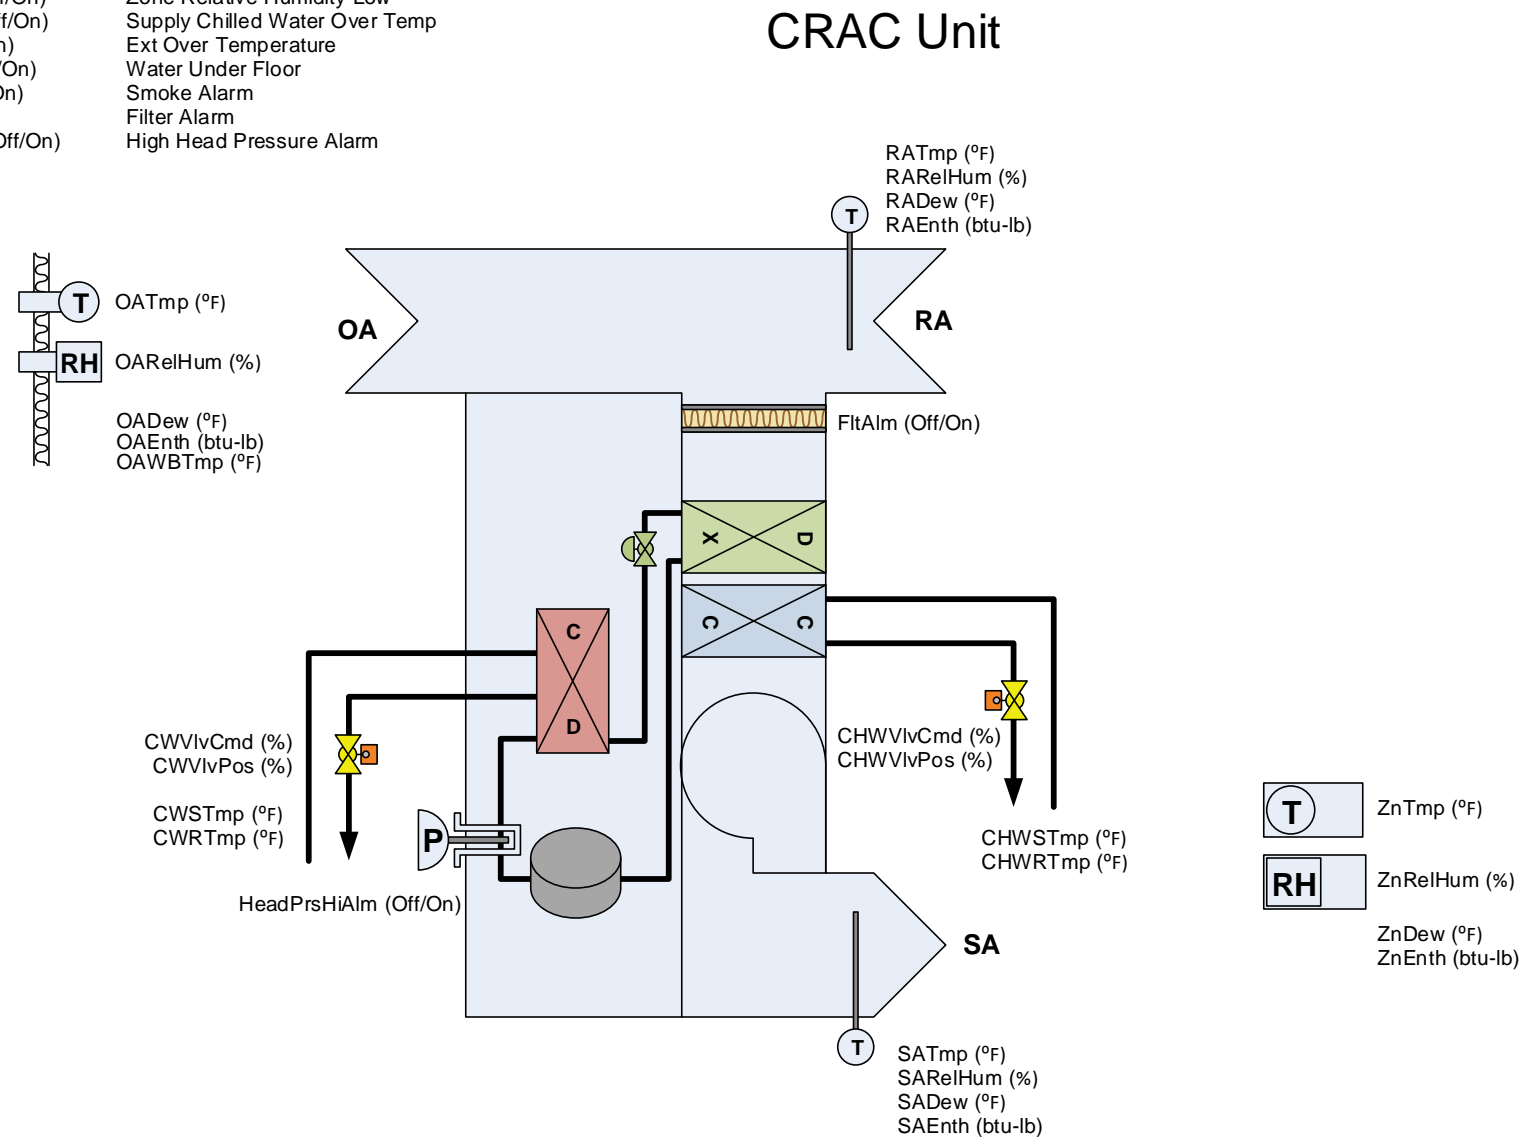 Supply Chilled Water Over Temp
Ext Over Temperature
Water Under Floor
Smoke Alarm
Filter Alarm
Off/On) High Head Pressure Alarm
CRAC Unit
RATmp (ºF)
RARelHum (%)
RADew (ºF)
RAEnth (btu-lb)
T
OA
RA
T OATmp (ºF)
RH OARelHum (%)
OADew (ºF)
OAEnth (btu-lb)
OAWBTmp (ºF)
FltAlm (Off/On)
X D
C C
C
D
CWVlvCmd (%)
CWVlvPos (%)
CWSTmp (ºF)
CWRTmp (ºF)
P
HeadPrsHiAlm (Off/On)
CHWVlvCmd (%)
CHWVlvPos (%)
CHWSTmp (ºF)
CHWRTmp (ºF)
T ZnTmp (ºF)
RH ZnRelHum (%)
ZnDew (ºF)
ZnEnth (btu-lb)
SA
T
SATmp (ºF)
SARelHum (%)
SADew (ºF)
SAEnth (btu-lb)